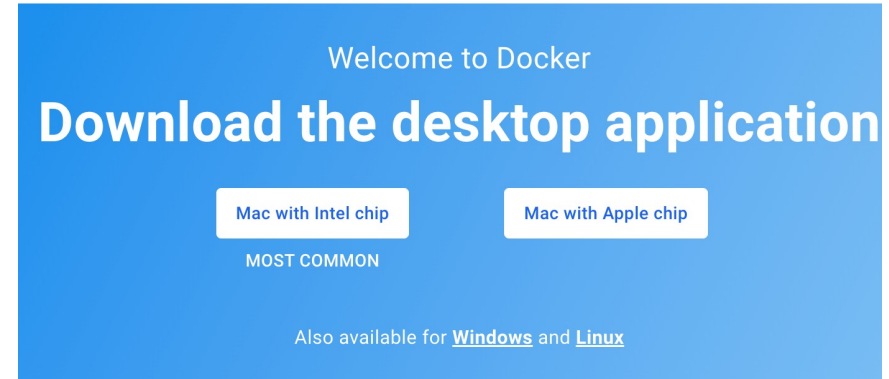 Welcome to Docker
Download the desktop application
Mac with Intel chip
Mac with Apple chip
MOST COMMON
Also available for Windows and Linux